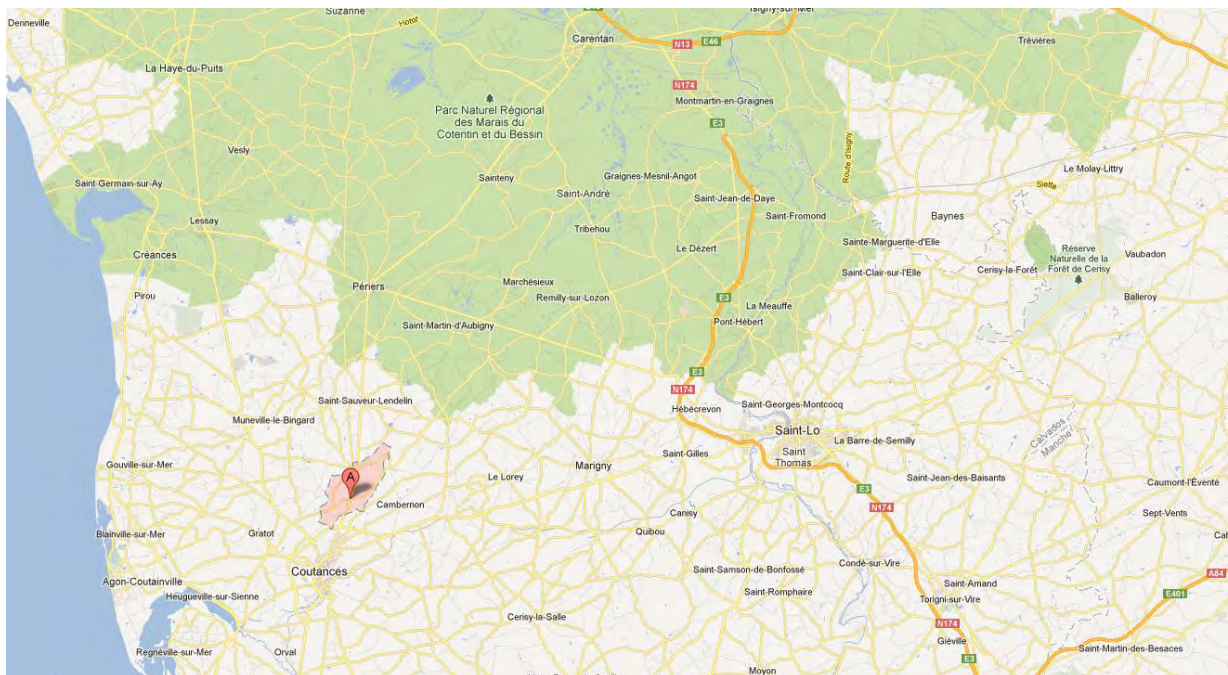 Denneville
Suzanne
Hotor
Isigny-sur-Mer
Carentan
N13
E46
Trévières
La Haye-du-Puits
N174
Montmartin-en-Graignes
E3
Parc Naturel Régional
des Marais du
Cotentin et du Bessin
Route d'Isigny
Vesly
Sainteny
Graignes-Mesnil-Angot
Le Molay-Littry
Saint-Germain-sur-Ay
Saint-André
Saint-Jean-de-Daye
Siette
Lessay
Saint-Fromond
Baynes
Tribehou
Le Dézert
Sainte-Marguerite-d'Elle
Réserve
Naturelle de la
Forêt de Cerisy
Créances
Vaubadon
Cerisy-la-Forêt
Saint-Clair-sur-l'Elle
Marchésieux
Périers
Pirou
Remilly-sur-Lozon
E3
Balleroy
La Meauffe
Saint-Martin-d'Aubigny
Pont-Hébert
E3
N174
Saint-Sauveur-Lendelin
Hébécrevon
Saint-Georges-Montcocq
Muneville-le-Bingard
Saint-Lo
La Barre-de-Semilly
Calvados
Manche
Saint
Thomas
Saint-Gilles
Gouville-sur-Mer
Marigny
A
Le Lorey
Saint-Jean-des-Baisants
Caumont-l'Éventé
E3
Cambernon
N174
Canisy
Sept-Vents
Blainville-sur-Mer
Gratot
Quibou
Coutances
Saint-Samson-de-Bonfossé
Condé-sur-Vire
A84
Agon-Coutainville
Saint-Amand
Heugueville-sur-Sienne
Saint-Romphaire
E401
Torigni-sur-Vire
Cerisy-la-Salle
N174
Giéville
Regnéville-sur-Mer
Orval
Saint-Martin-des-Besaces
E3
Moyon